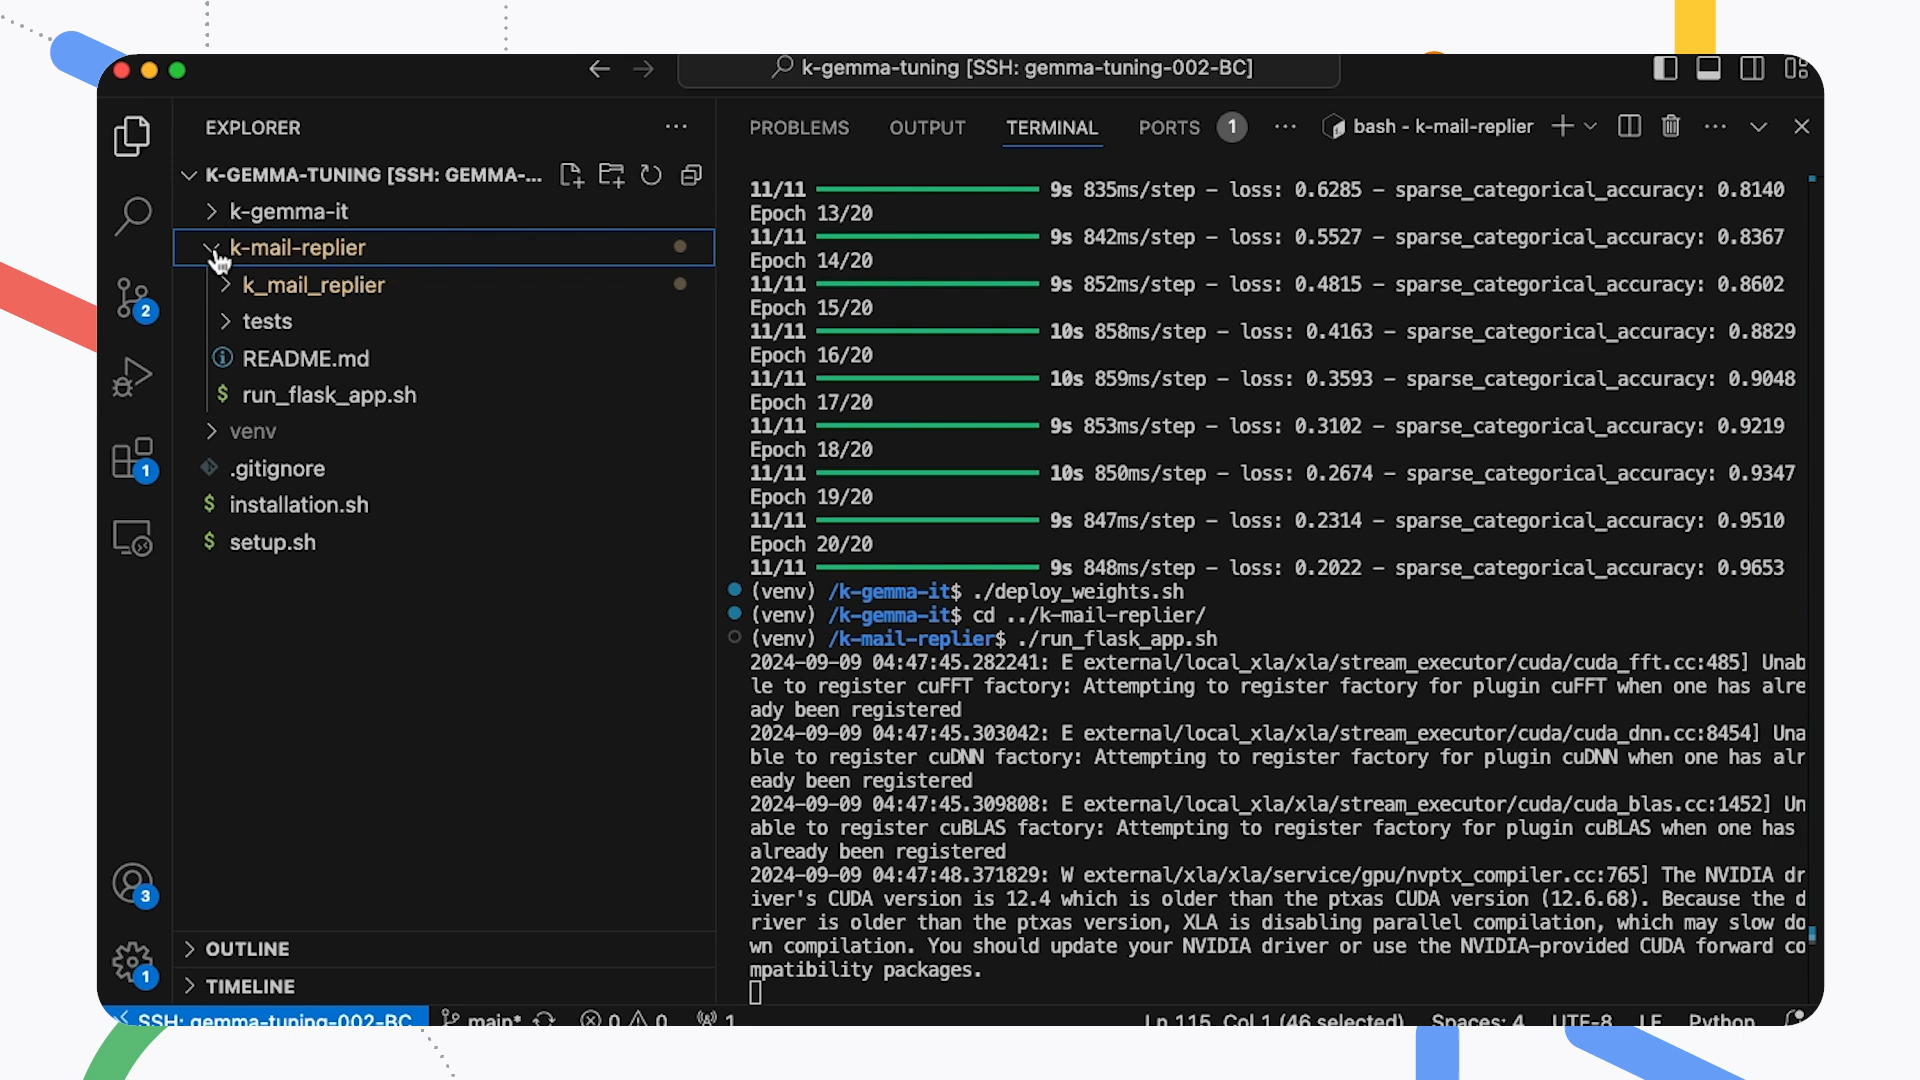 k-gemma-tuning [SSH: gemma-tuning-002-BC]
EXPLORER
K-GEMMA-TUNING [SSH: GEMMA-...
k-gemma-it
k-mail-replier
k_mail_replier
tests
README.md
$ run_flask_app.sh
venv
.gitignore
$ installation.sh
$ setup.sh
OUTLINE
TIMELINE
2
1
3
1
PROBLEMS OUTPUT TERMINAL PORTS 1 ... bash - k-mail-replier
11/11 9s 835ms/step - loss: 0.6285 - sparse_categorical_accuracy: 0.8140
Epoch 13/20
11/11 9s 842ms/step - loss: 0.5527 - sparse_categorical_accuracy: 0.8367
Epoch 14/20
11/11 9s 852ms/step - loss: 0.4815 - sparse_categorical_accuracy: 0.8602
Epoch 15/20
11/11 10s 858ms/step - loss: 0.4163 - sparse_categorical_accuracy: 0.8829
Epoch 16/20
11/11 10s 859ms/step - loss: 0.3593 - sparse_categorical_accuracy: 0.9048
Epoch 17/20
11/11 9s 853ms/step - loss: 0.3102 - sparse_categorical_accuracy: 0.9219
Epoch 18/20
11/11 10s 850ms/step - loss: 0.2674 - sparse_categorical_accuracy: 0.9347
Epoch 19/20
11/11 9s 847ms/step - loss: 0.2314 - sparse_categorical_accuracy: 0.9510
Epoch 20/20
11/11 9s 848ms/step - loss: 0.2022 - sparse_categorical_accuracy: 0.9653
(venv) /k-gemma-it$ ./deploy_weights.sh
(venv) /k-gemma-it$ cd ../k-mail-replier/
(venv) /k-mail-replier$ ./run_flask_app.sh
2024-09-09 04:47:45.282241: E external/local_xla/xla/stream_executor/cuda/cuda_fft.cc:485] Unab
le to register cuFFT factory: Attempting to register factory for plugin cuFFT when one has alre
ady been registered
2024-09-09 04:47:45.303042: E external/local_xla/xla/stream_executor/cuda/cuda_dnn.cc:8454] Una
ble to register cuDNN factory: Attempting to register factory for plugin cuDNN when one has alr
eady been registered
2024-09-09 04:47:45.309808: E external/local_xla/xla/stream_executor/cuda/cuda_blas.cc:1452] Un
able to register cuBLAS factory: Attempting to register factory for plugin cuBLAS when one has
already been registered
2024-09-09 04:47:48.371829: W external/xla/xla/service/gpu/nvptx_compiler.cc:765] The NVIDIA dr
iver's CUDA version is 12.4 which is older than the ptxas CUDA version (12.6.68). Because the d
river is older than the ptxas version, XLA is disabling parallel compilation, which may slow do
wn compilation. You should update your NVIDIA driver or use the NVIDIA-provided CUDA forward co
mpatibility packages.
SSH: gemma-tuning-002-BC main* 0 0 1 Ln 115, Col 1 (46 selected) Spaces: 4 UTF-8 LF Python